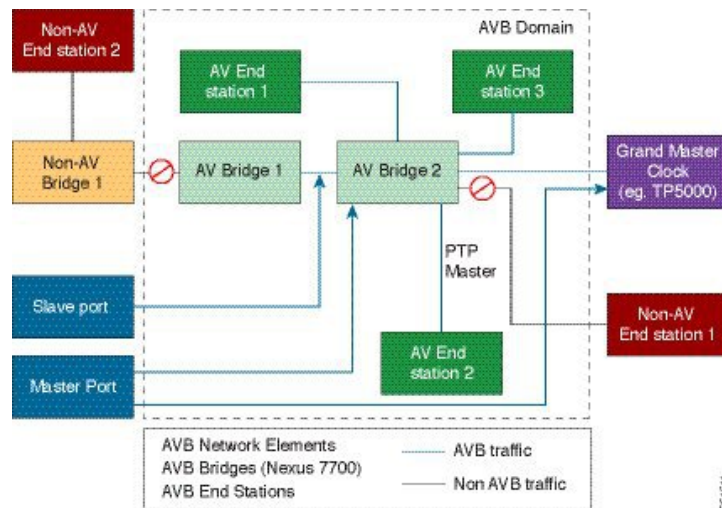 Non-AV
End station 2
AVB Domain
AV End
station 1
AV End
station 3
Non-AV
Bridge 1
AV Bridge 1
AV Bridge 2
Grand Master
Clock
(eg. TP5000)
PTP
Master
Slave port
Non-AV
End station 1
Master Port
AV End
station 2
AVB Network Elements
AVB Bridges (Nexus 7700)
AVB End Stations
AVB traffic
Non AVB traffic